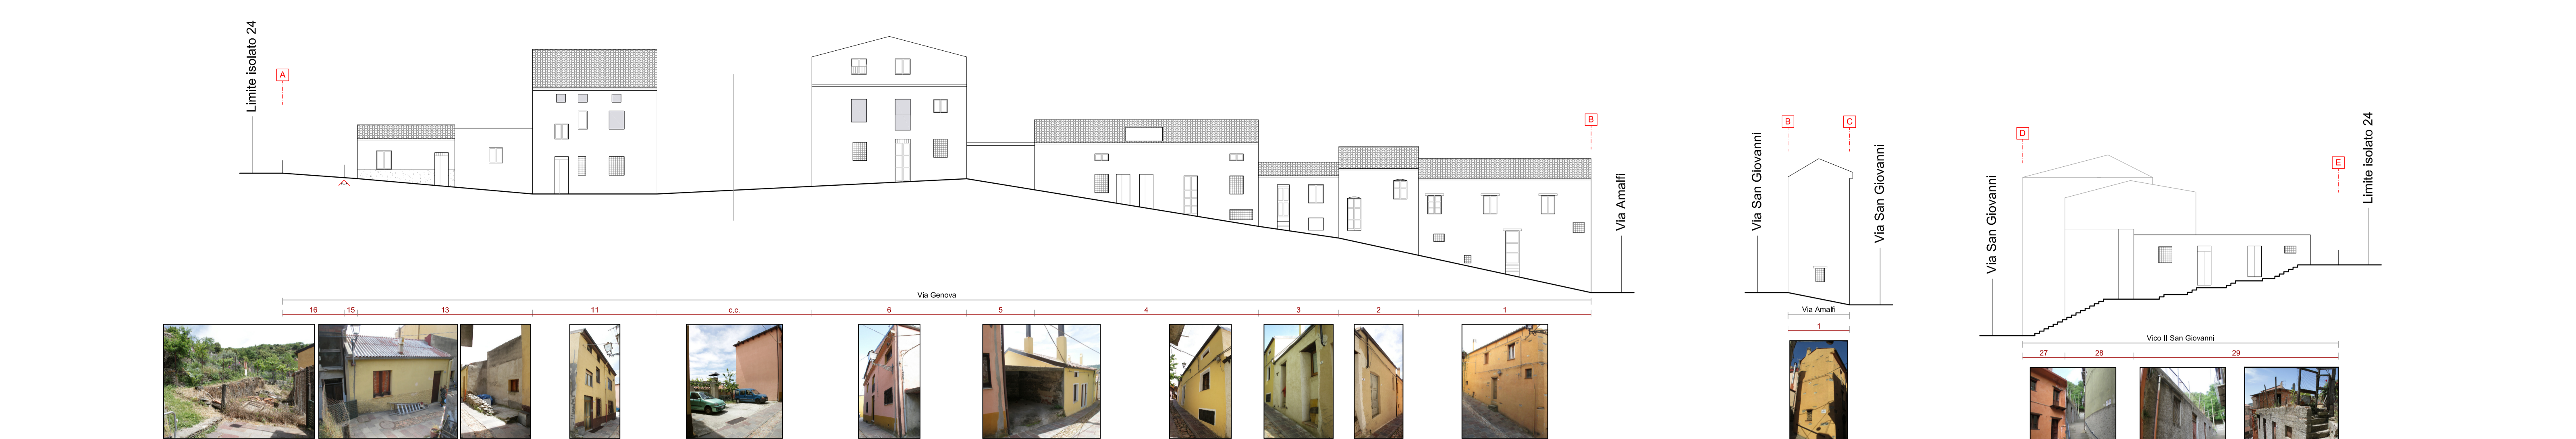 Limite isolato 24
A
B
Via Amalfi
Via Genova
16 15 13 11 c.c. 6 5 4 3 2 1
Via San Giovanni
B
C
Via San Giovanni
Via Amalfi
1
Via San Giovanni
D
E
Limite isolato 24
Vico II San Giovanni
27 28 29